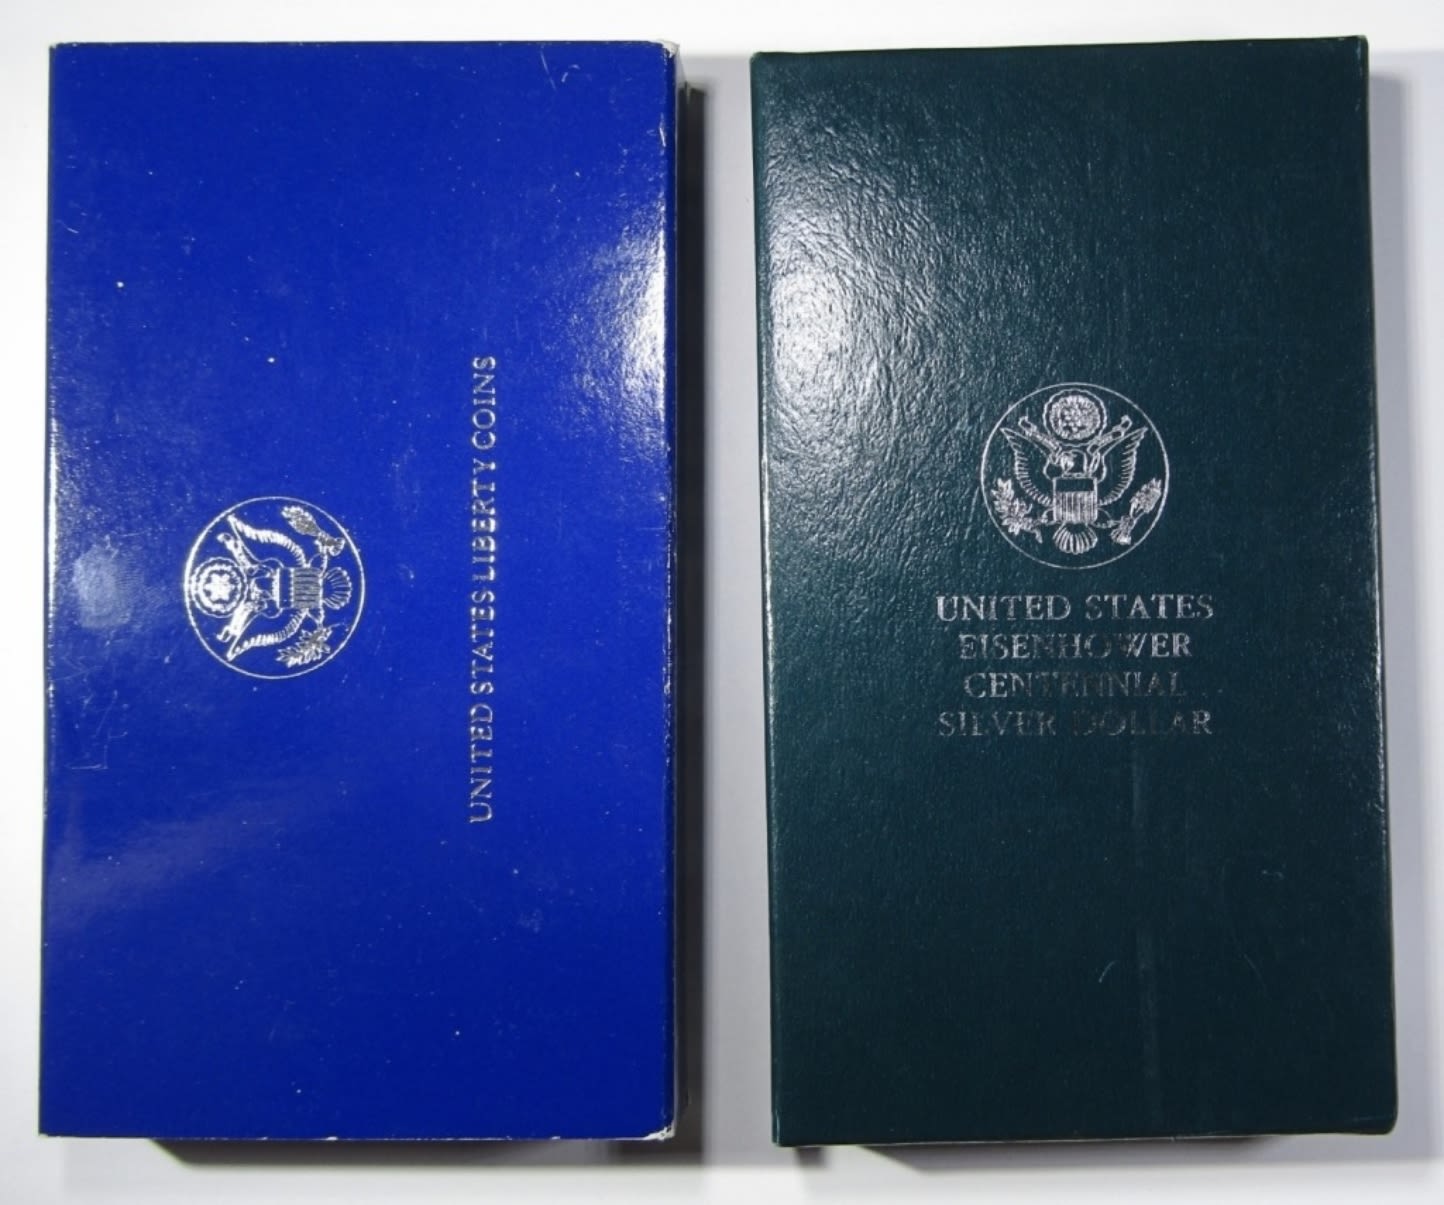 UNITED STATES LIBERTY COINS
UNITED STATES
EISENHOWER
CENTENNIAL
SILVER DOLLAR